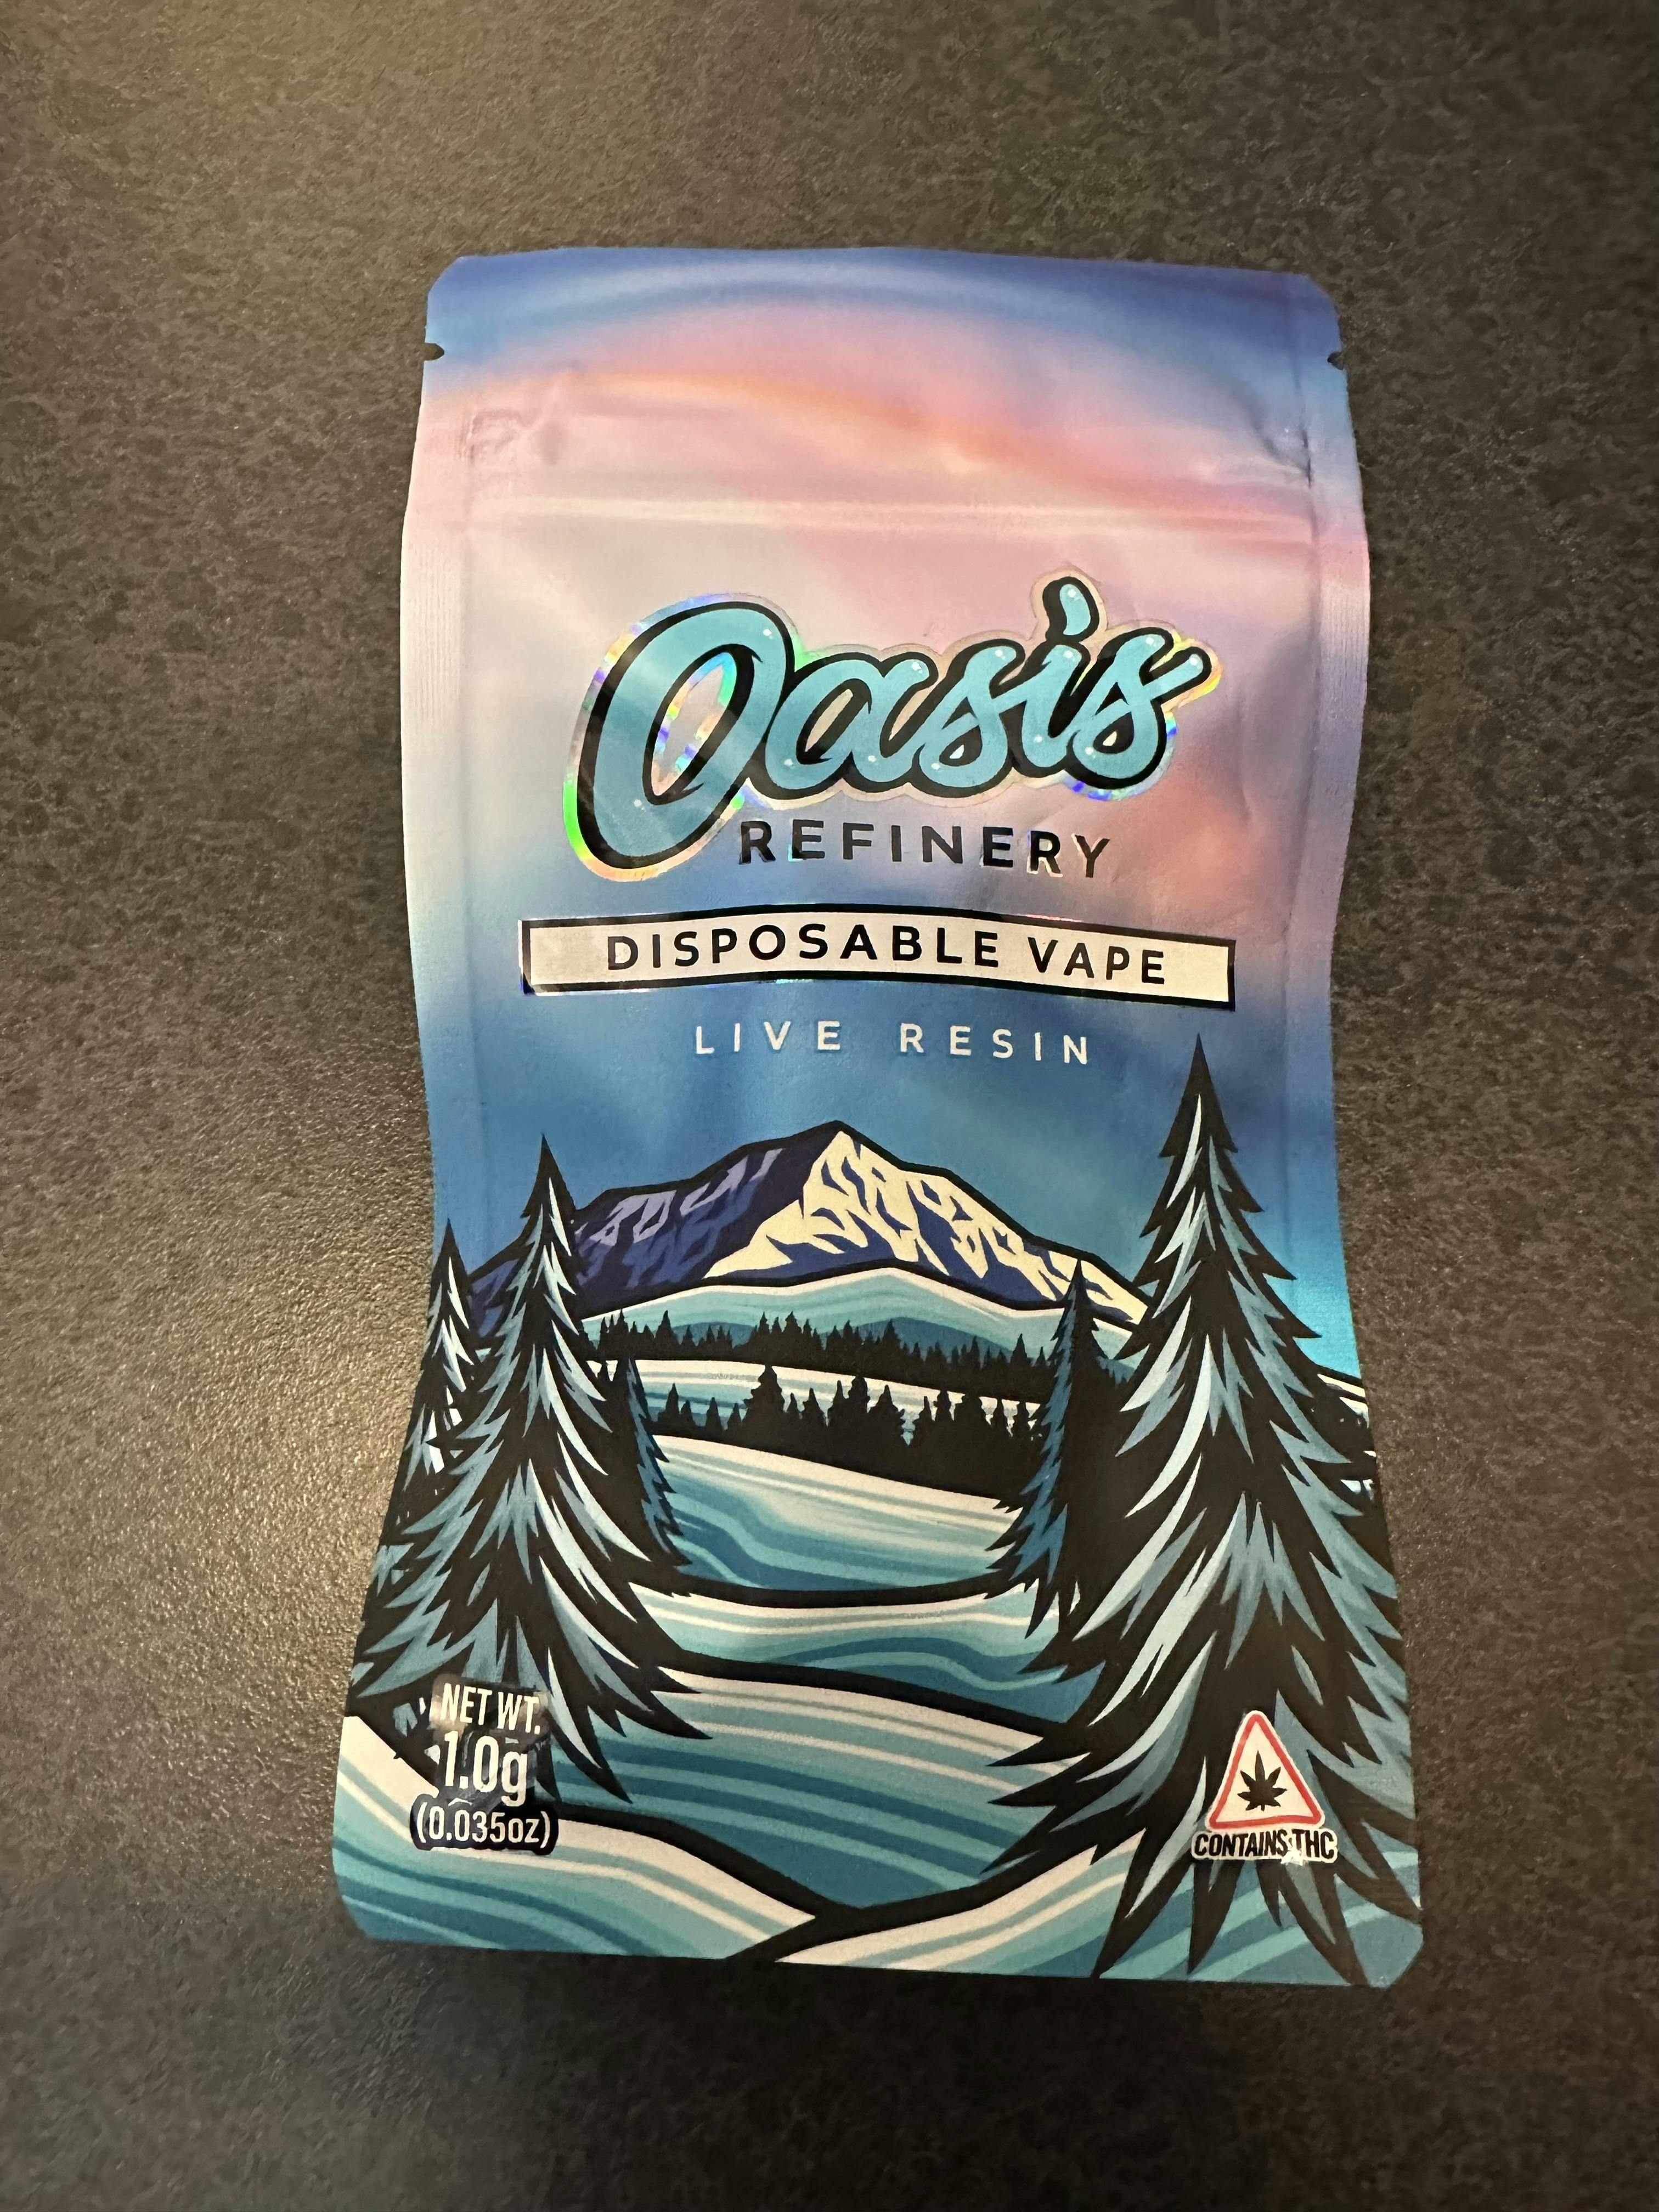 Oasis
REFINERY
DISPOSABLE VAPE
LIVE RESIN
NET WT.
1.0g
(0.035oz)
CONTAINS THC